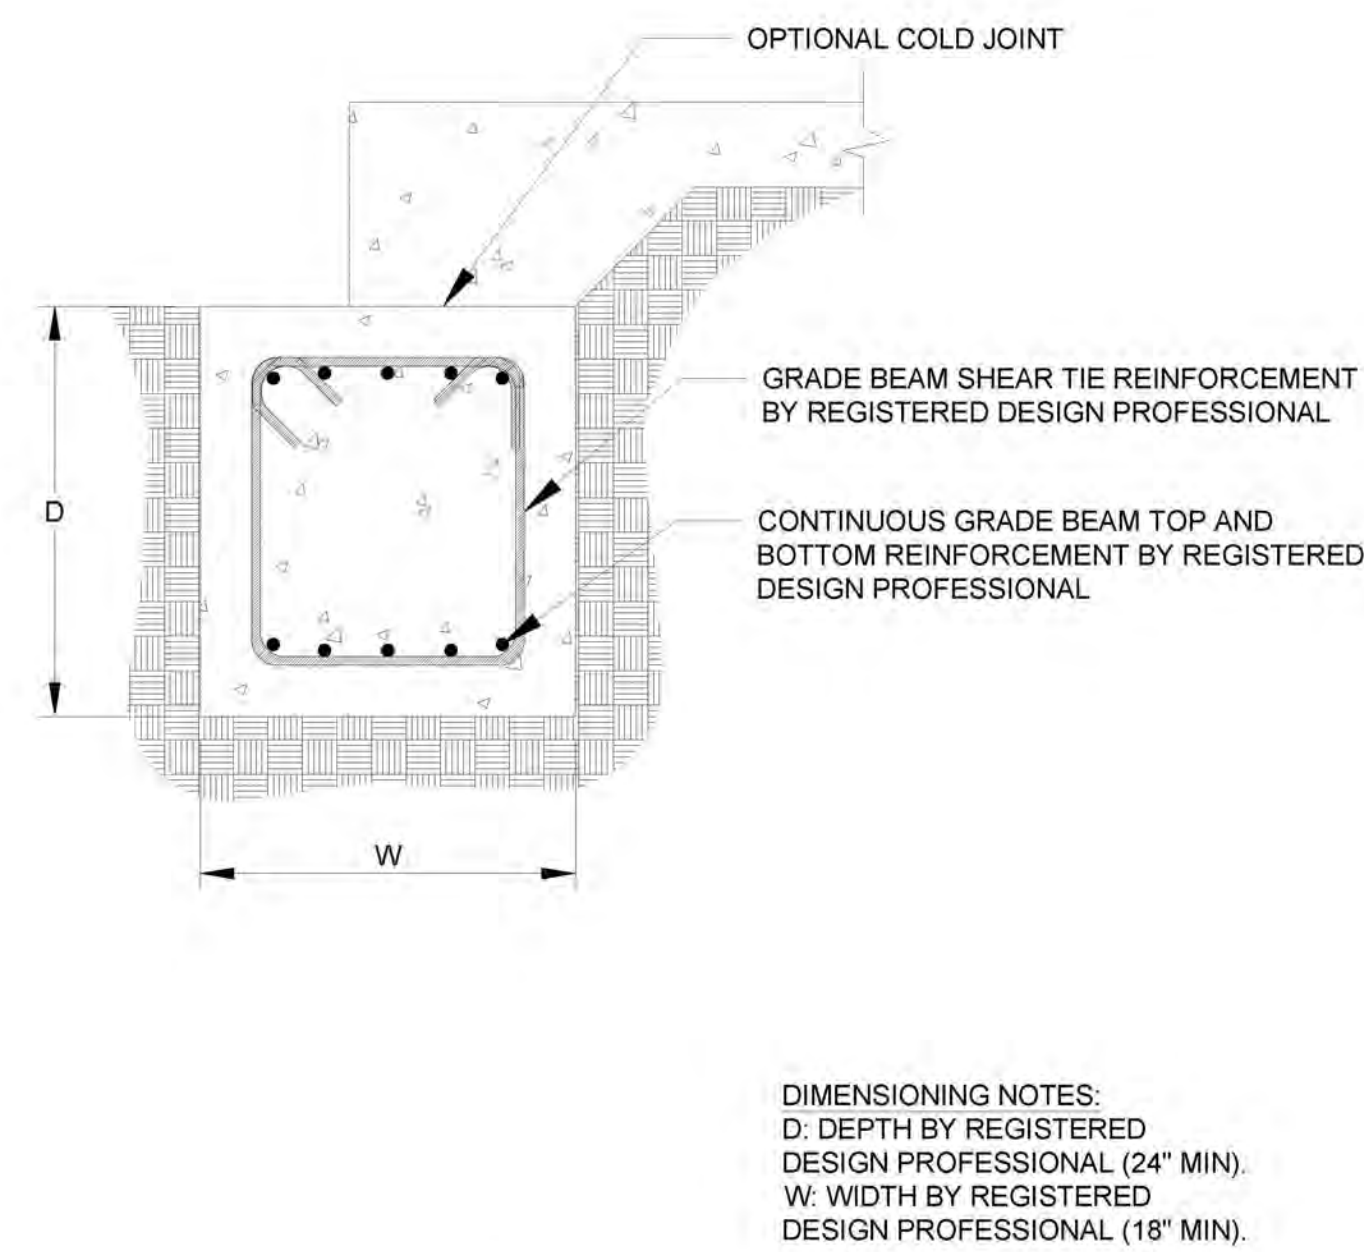 OPTIONAL COLD JOINT
GRADE BEAM SHEAR TIE REINFORCEMENT
BY REGISTERED DESIGN PROFESSIONAL
D
CONTINUOUS GRADE BEAM TOP AND
BOTTOM REINFORCEMENT BY REGISTERED
DESIGN PROFESSIONAL
W
DIMENSIONING NOTES:
D: DEPTH BY REGISTERED
DESIGN PROFESSIONAL (24" MIN).
W: WIDTH BY REGISTERED
DESIGN PROFESSIONAL (18" MIN).